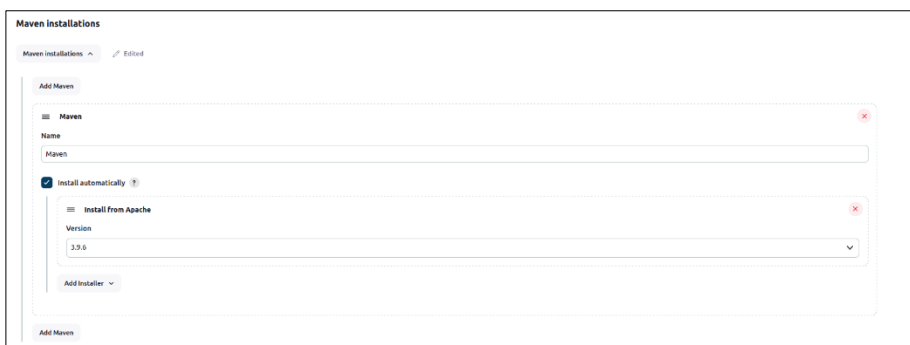 Maven installations
Maven installations Edited
Add Maven
Maven
Name
Maven
Install automatically ?
Install from Apache
Version
3.9.6
Add Installer
Add Maven